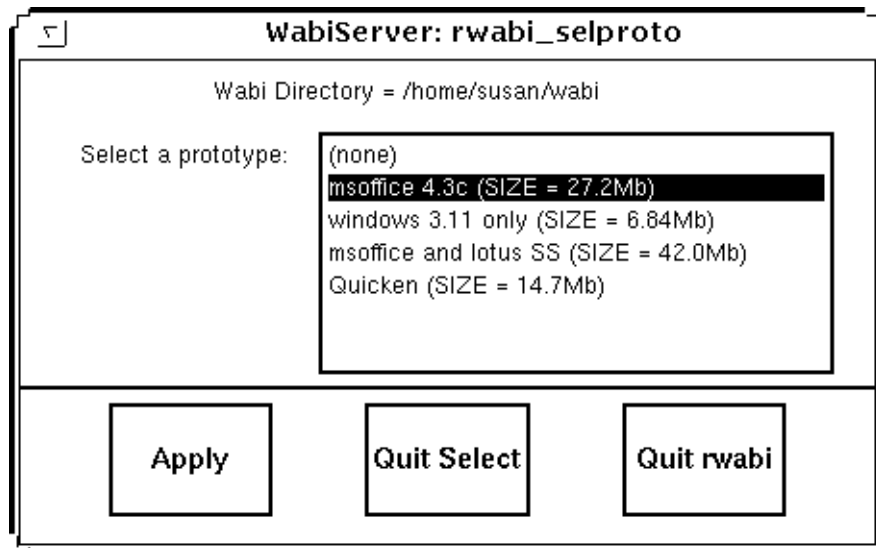 WabiServer: rwabi_selproto
Wabi Directory = /home/susan/wabi
Select a prototype:
(none)
msoffice 4.3c (SIZE = 27.2Mb)
windows 3.11 only (SIZE = 6.84Mb)
msoffice and lotus SS (SIZE = 42.0Mb)
Quicken (SIZE = 14.7Mb)
Apply
Quit Select
Quit rwabi